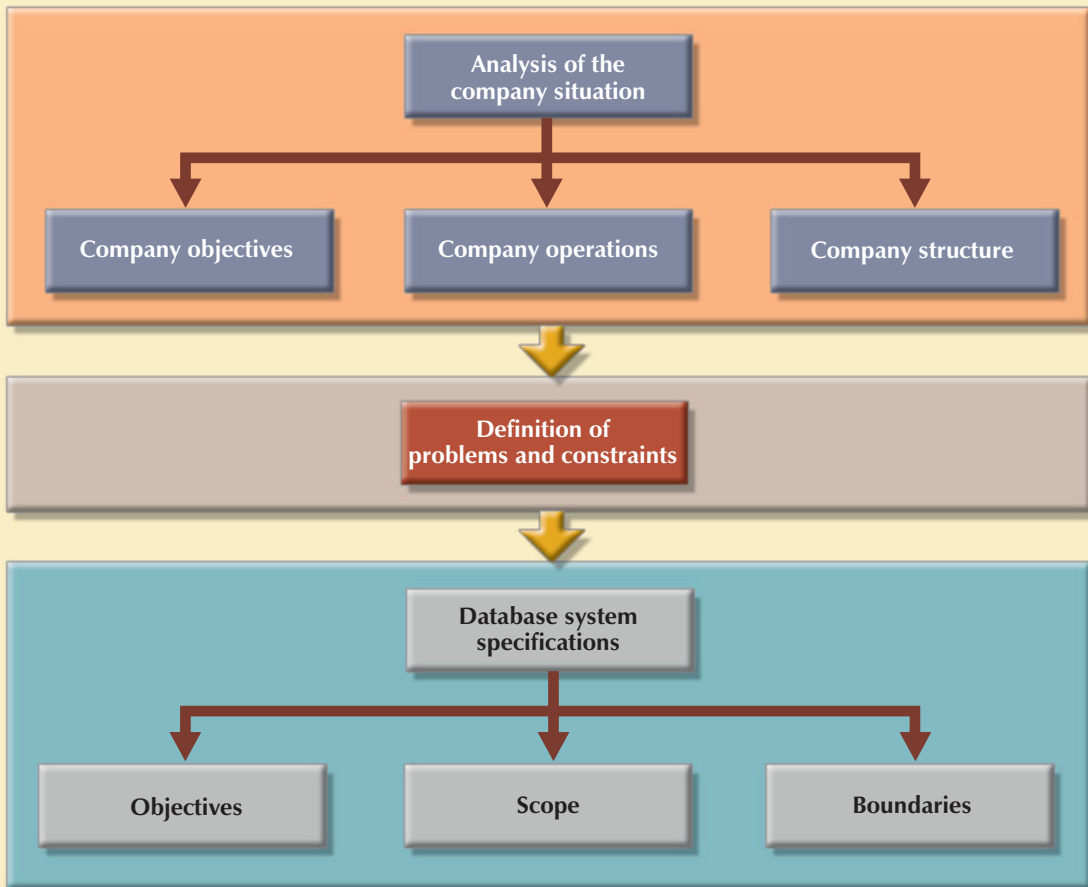 Analysis of the
company situation
Company objectives
Company operations
Company structure
Definition of
problems and constraints
Database system
specifications
Objectives
Scope
Boundaries